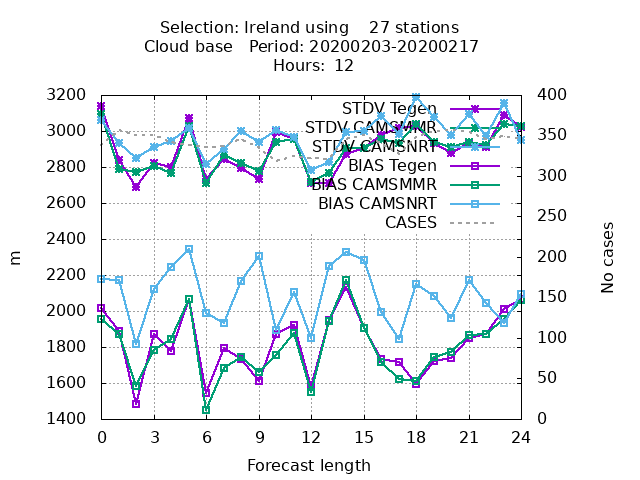 Selection: Ireland using 27 stations
Cloud base Period: 20200203-20200217
Hours: 12
STDV Tegen
STDV CAMSMMR
STDV CAMSNRT
BIAS Tegen
BIAS CAMSMMR
BIAS CAMSNRT
CASES
3200
3000
2800
2600
2400
2200
2000
1800
1600
1400
m
400
350
300
250
200
150
100
50
0
No cases
0 3 6 9 12 15 18 21 24
Forecast length